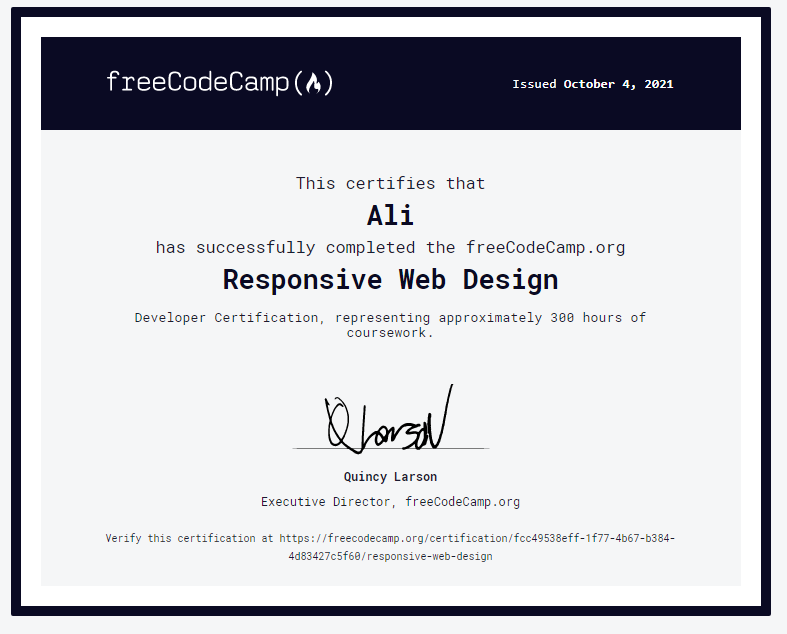 freeCodeCamp
Issued October 4, 2021
This certifies that
Ali
has successfully completed the freeCodeCamp.org
Responsive Web Design
Developer Certification, representing approximately 300 hours of
coursework.
Q Larson
Quincy Larson
Executive Director, freeCodeCamp.org
Verify this certification at https://freecodecamp.org/certification/fcc49538eff-1f77-4b67-b384-
4d83427c5f60/responsive-web-design